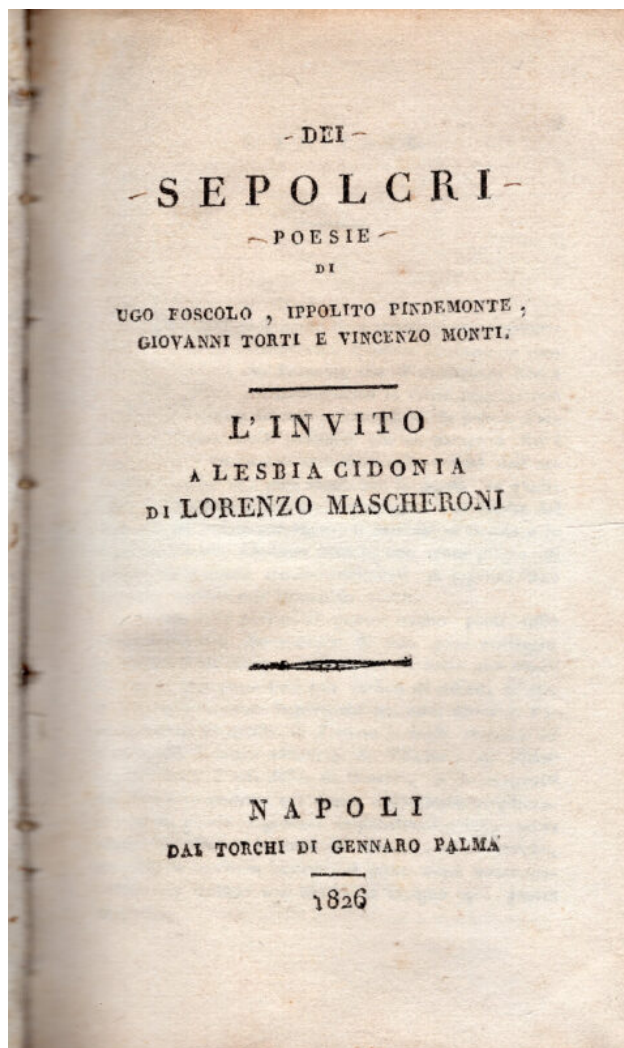 - DEI -
- SEPOLCRI -
- POESIE -
DI
UGO FOSCOLO , IPPOLITO PINDEMONTE ,
GIOVANNI TORTI E VINCENZO MONTI.
L' INVITO
A LESBIA CIDONIA
DI LORENZO MASCHERONI
NAPOLI
DAI TORCHI DI GENNARO PALMA
1826